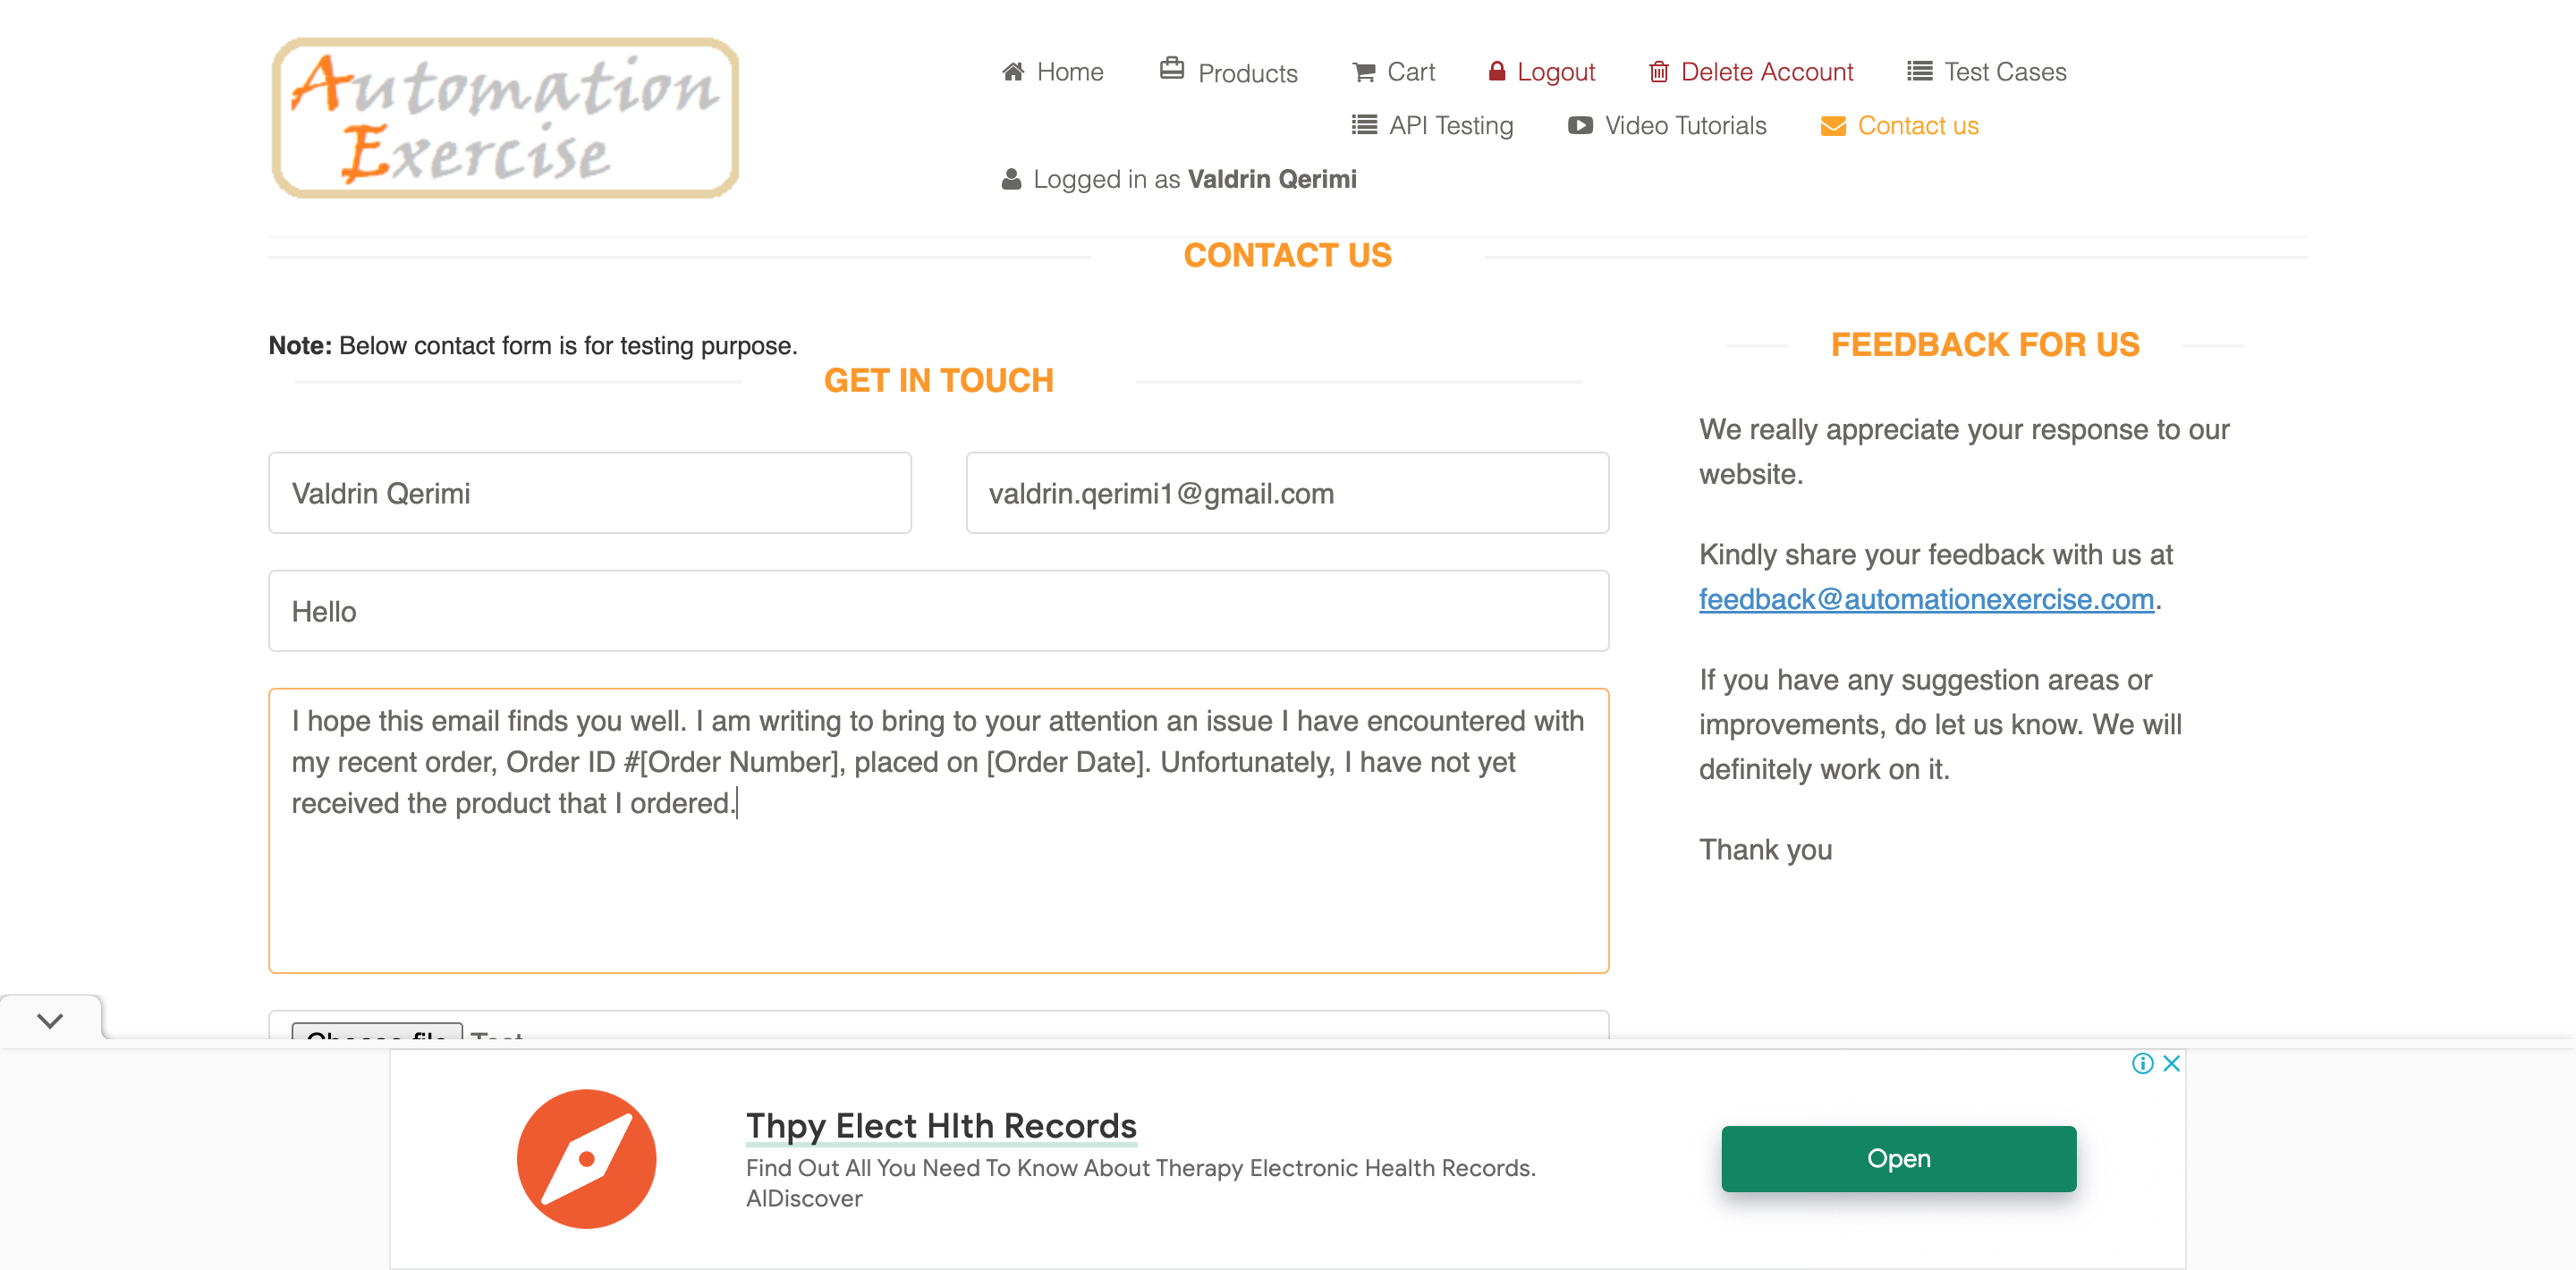 Automation
Exercise
Home Products Cart Logout Delete Account Test Cases
API Testing Video Tutorials Contact us
Logged in as Valdrin Qerimi
CONTACT US
Note: Below contact form is for testing purpose.
GET IN TOUCH
Valdrin Qerimi
valdrin.qerimi1@gmail.com
Hello
I hope this email finds you well. I am writing to bring to your attention an issue I have encountered with
my recent order, Order ID #[Order Number], placed on [Order Date]. Unfortunately, I have not yet
received the product that I ordered.
Choose file Test
FEEDBACK FOR US
We really appreciate your response to our
website.
Kindly share your feedback with us at
feedback@automationexercise.com.
If you have any suggestion areas or
improvements, do let us know. We will
definitely work on it.
Thank you
Thpy Elect Hlth Records
Find Out All You Need To Know About Therapy Electronic Health Records.
AlDiscover
Open